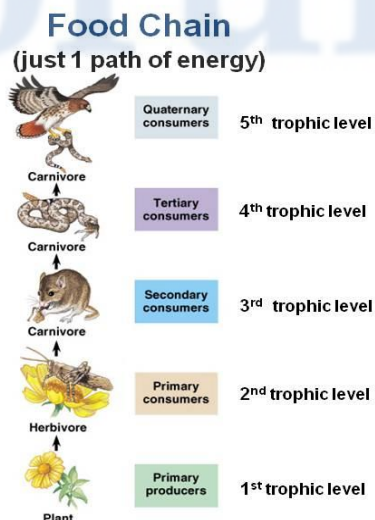 Food Chain
(just 1 path of energy)
Quaternary
consumers
5th trophic level
Carnivore
Tertiary
consumers
4th trophic level
Carnivore
Secondary
consumers
3rd trophic level
Carnivore
Primary
consumers
2nd trophic level
Herbivore
Primary
producers
1st trophic level
Plant